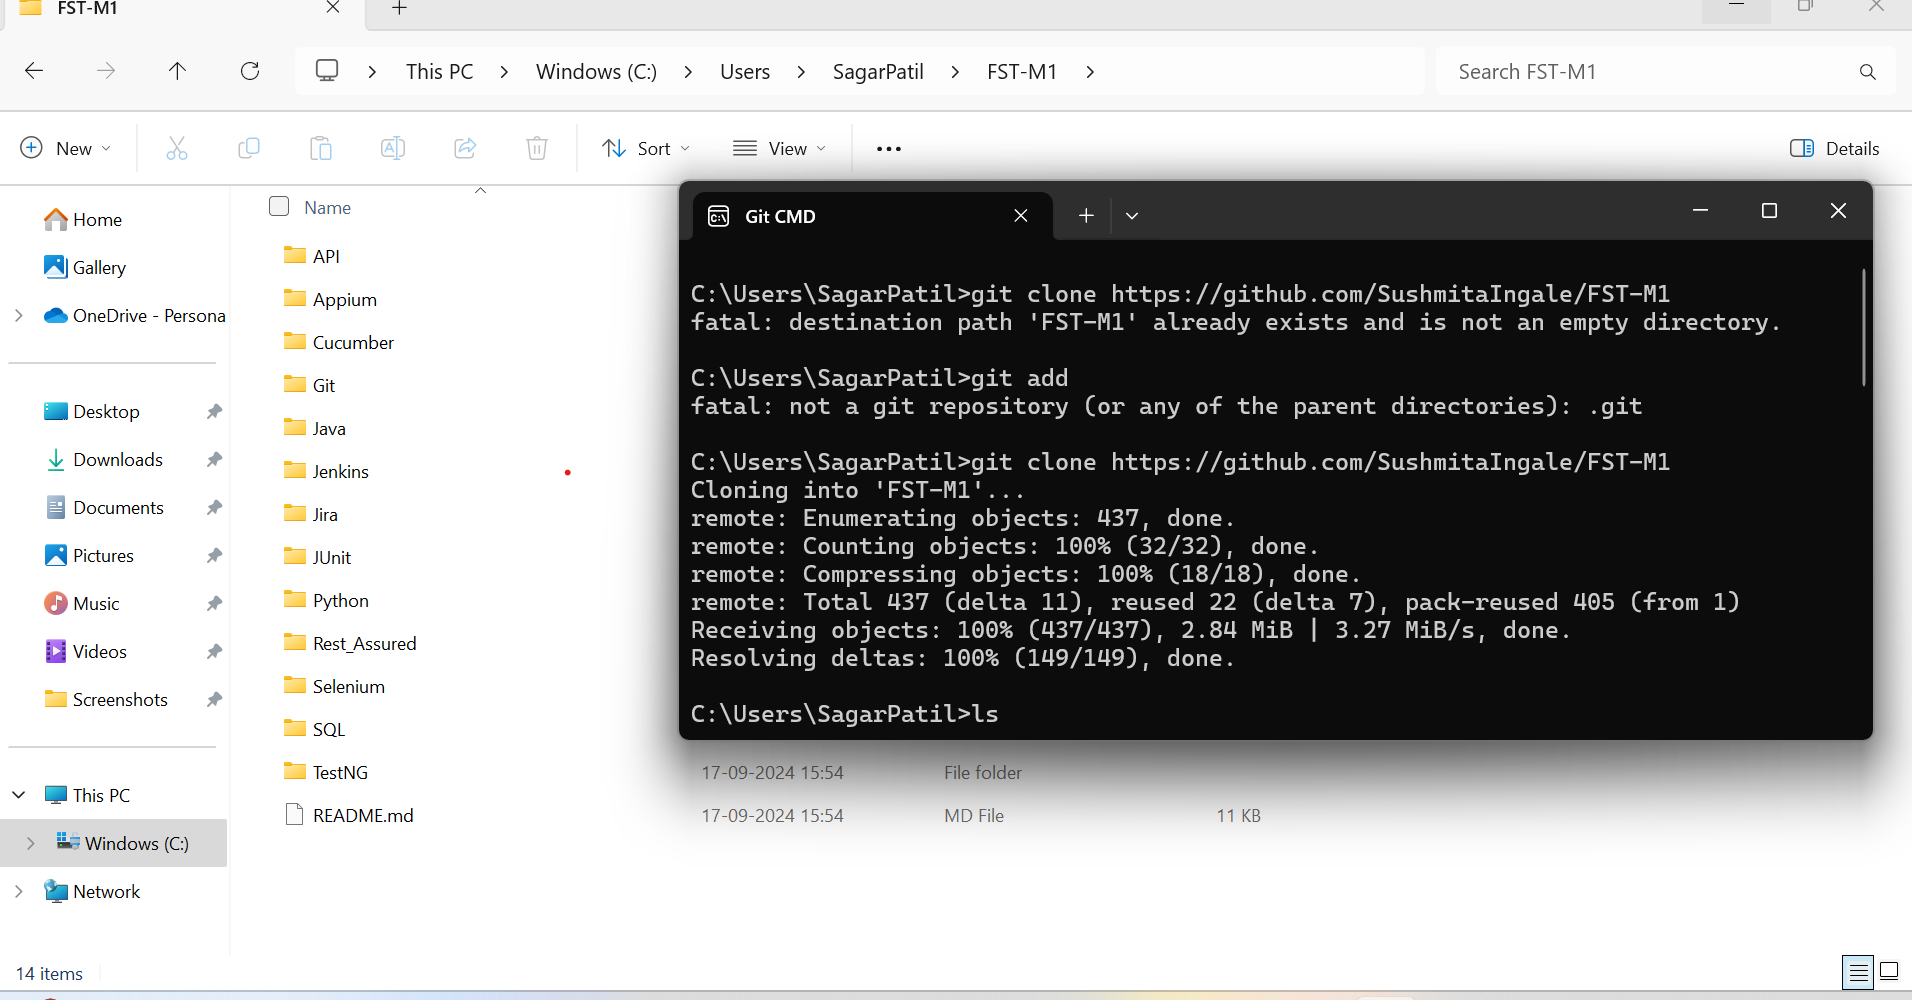 FST-M1
This PC
Windows (C:)
Users
SagarPatil
FST-M1
Search FST-M1
New
Sort
View
Details
Home
Gallery
OneDrive - Persona
Desktop
Downloads
Documents
Pictures
Music
Videos
Screenshots
This PC
Windows (C:)
Network
Name
API
Appium
Cucumber
Git
Java
Jenkins
Jira
JUnit
Python
Rest_Assured
Selenium
SQL
TestNG 17-09-2024 15:54 File folder
README.md 17-09-2024 15:54 MD File 11 KB
Git CMD
C:\Users\SagarPatil>git clone https://github.com/SushmitaIngale/FST-M1
fatal: destination path 'FST-M1' already exists and is not an empty directory.
C:\Users\SagarPatil>git add
fatal: not a git repository (or any of the parent directories): .git
C:\Users\SagarPatil>git clone https://github.com/SushmitaIngale/FST-M1
Cloning into 'FST-M1'...
remote: Enumerating objects: 437, done.
remote: Counting objects: 100% (32/32), done.
remote: Compressing objects: 100% (18/18), done.
remote: Total 437 (delta 11), reused 22 (delta 7), pack-reused 405 (from 1)
Receiving objects: 100% (437/437), 2.84 MiB | 3.27 MiB/s, done.
Resolving deltas: 100% (149/149), done.
C:\Users\SagarPatil>ls
14 items